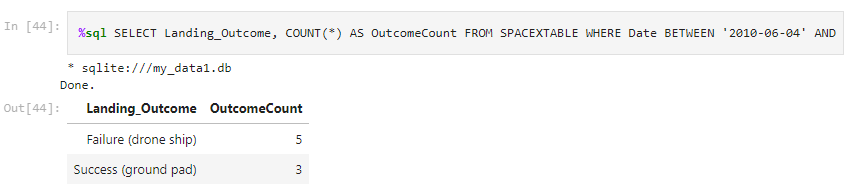 In [44]: %sql SELECT Landing_Outcome, COUNT(*) AS OutcomeCount FROM SPACEXTABLE WHERE Date BETWEEN '2010-06-04' AND
* sqlite:///my_data1.db
Done.
Out[44]: Landing_Outcome OutcomeCount
Failure (drone ship) 5
Success (ground pad) 3